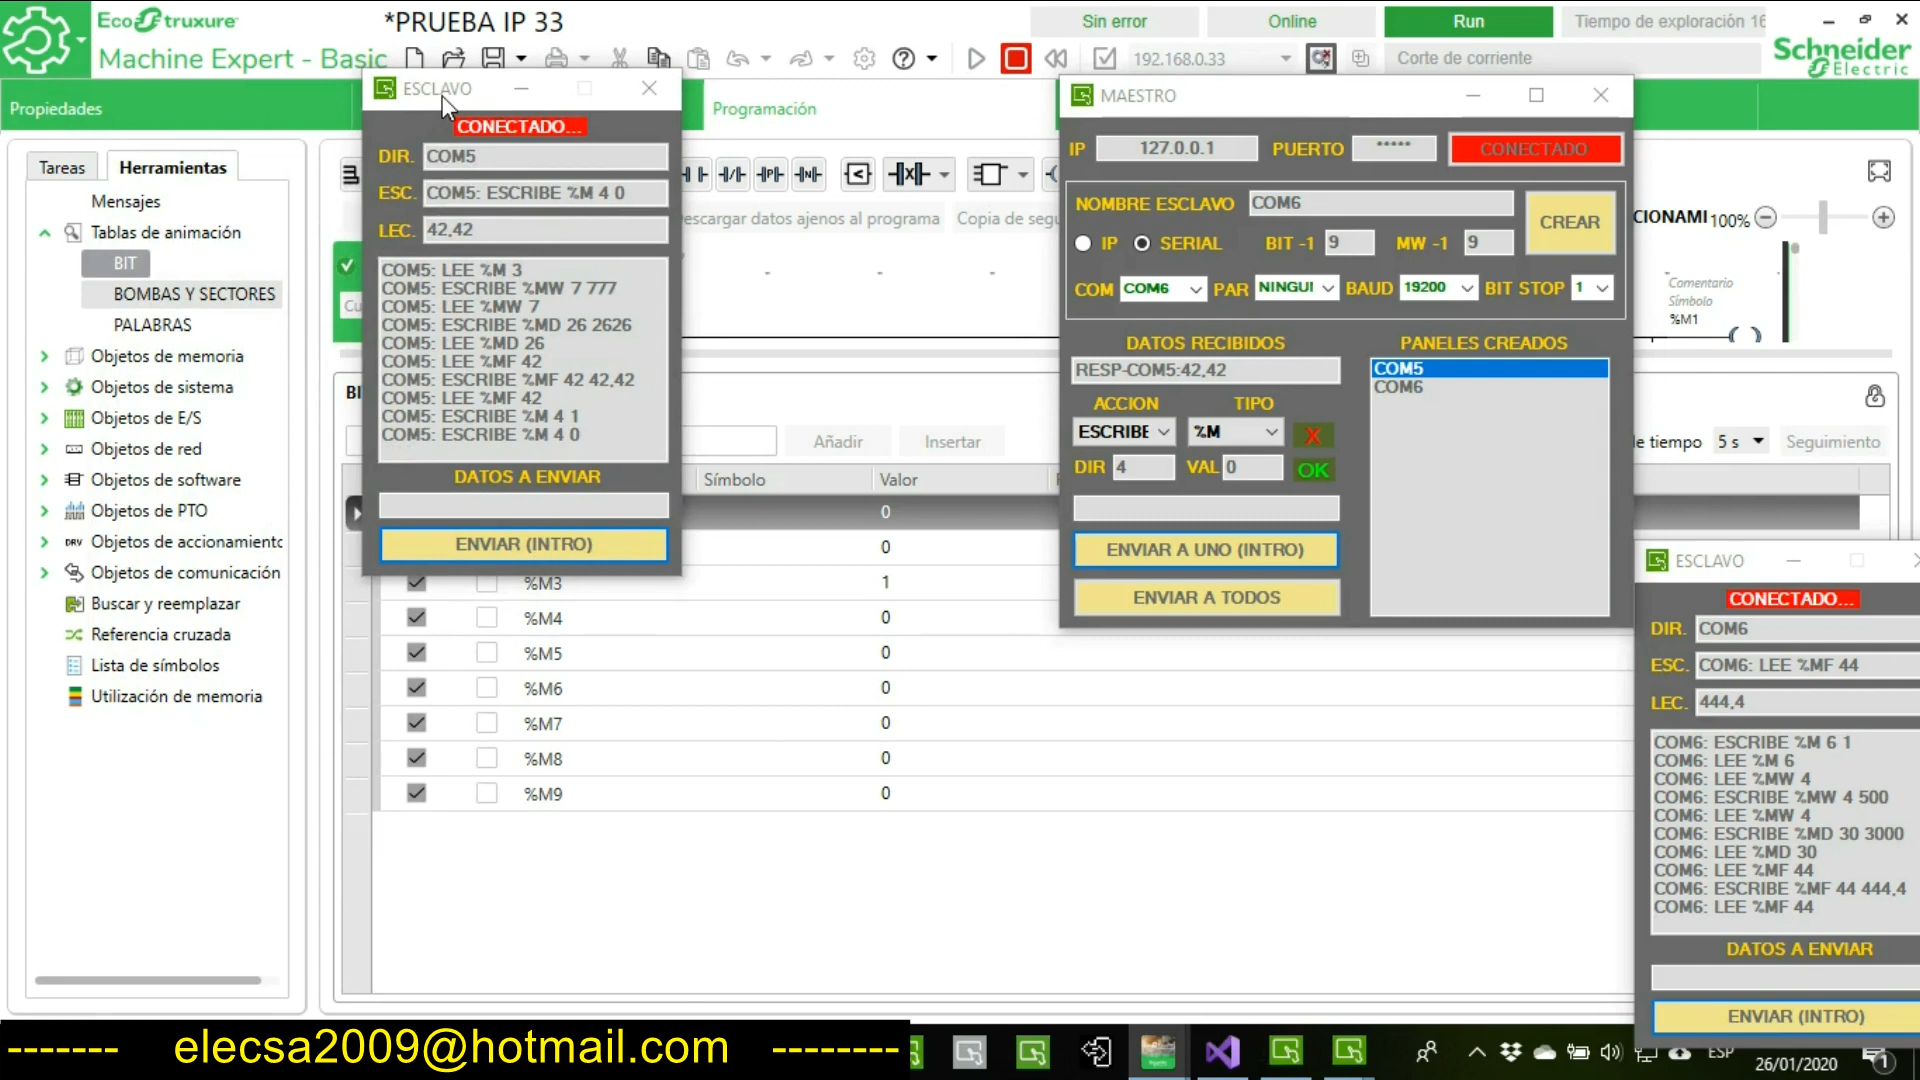 EcoStruxure
Machine Expert - Basic
*PRUEBA IP 33
Sin error
Online
Run
Tiempo de exploración 16
192.168.0.33
Corte de corriente
Schneider
Electric
Propiedades
Programación
Tareas
Herramientas
Mensajes
Tablas de animación
BIT
BOMBAS Y SECTORES
PALABRAS
Objetos de memoria
Objetos de sistema
Objetos de E/S
Objetos de red
Objetos de software
Objetos de PTO
DRV Objetos de accionamiento
Objetos de comunicación
Buscar y reemplazar
Referencia cruzada
Lista de símbolos
Utilización de memoria
ESCLAVO
CONECTADO...
DIR. COM5
ESC. COM5: ESCRIBE %M 4 0
LEC. 42,42
COM5: LEE %M 3
COM5: ESCRIBE %MW 7 777
COM5: LEE %MW 7
COM5: ESCRIBE %MD 26 2626
COM5: LEE %MD 26
COM5: LEE %MF 42
COM5: ESCRIBE %MF 42 42,42
COM5: LEE %MF 42
COM5: ESCRIBE %M 4 1
COM5: ESCRIBE %M 4 0
DATOS A ENVIAR
ENVIAR (INTRO)
escargar datos ajenos al programa
Copia de segu
CIONAMI 100%
Comentario
Símbolo
%M1
Añadir
Insertar
de tiempo 5 s
Seguimiento
Símbolo
Valor
0
0
%M3 1
%M4 0
%M5 0
%M6 0
%M7 0
%M8 0
%M9 0
MAESTRO
IP 127.0.0.1 PUERTO ***** CONECTADO
NOMBRE ESCLAVO COM6
CREAR
IP SERIAL BIT -1 9 MW -1 9
COM COM6 PAR NINGUI BAUD 19200 BIT STOP 1
DATOS RECIBIDOS
RESP-COM5:42,42
PANELES CREADOS
COM5
COM6
ACCION TIPO
ESCRIBE %M X
DIR 4 VAL 0 OK
ENVIAR A UNO (INTRO)
ENVIAR A TODOS
ESCLAVO
CONECTADO...
DIR. COM6
ESC. COM6: LEE %MF 44
LEC. 444,4
COM6: ESCRIBE %M 6 1
COM6: LEE %M 6
COM6: LEE %MW 4
COM6: ESCRIBE %MW 4 500
COM6: LEE %MW 4
COM6: ESCRIBE %MD 30 3000
COM6: LEE %MD 30
COM6: LEE %MF 44
COM6: ESCRIBE %MF 44 444,4
COM6: LEE %MF 44
DATOS A ENVIAR
ENVIAR (INTRO)
------- elecsa2009@hotmail.com --------
ESP
26/01/2020
1